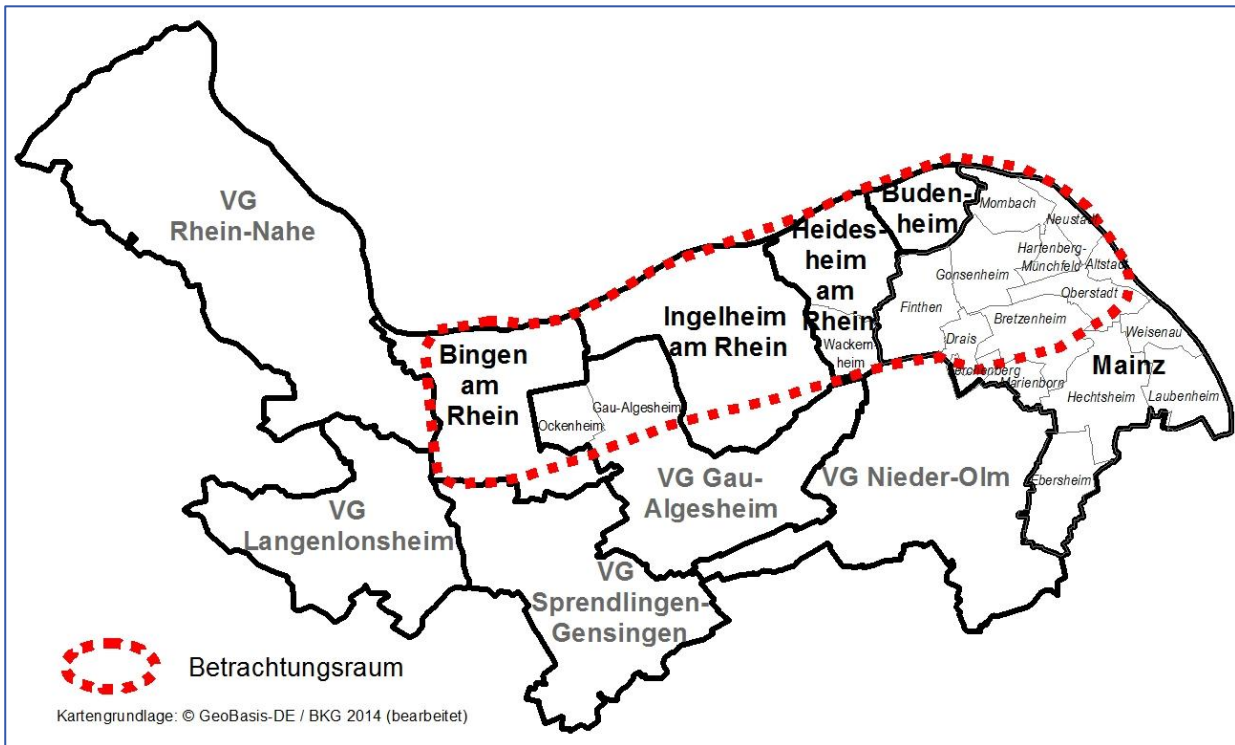 VG
Rhein-Nahe
Buden-
heim
Mombach
Neustadt
Heides-
heim
am
Rhein
Hartenberg-
Münchfeld
Altstadt
Gonsenheim
Oberstadt
Finthen
Bretzenheim
Ingelheim
am Rhein
Drais
Weisenau
Wackern-
heim
Bingen
am
Rhein
Lerchenberg
Marienborn
Mainz
Hechtsheim
Laubenheim
Gau-Algesheim
Ockenheim
VG Gau-
Algesheim
VG Nieder-Olm
Ebersheim
VG
Langenlonsheim
VG
Sprendlingen-
Gensingen
Betrachtungsraum
Kartengrundlage: © GeoBasis-DE / BKG 2014 (bearbeitet)